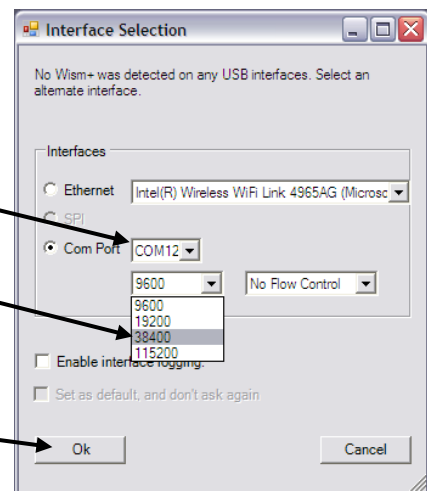 Interface Selection
No Wism+ was detected on any USB interfaces. Select an
alternate interface.
Interfaces
Ethernet Intel(R) Wireless WiFi Link 4965AG (Microsc
SPI
Com Port COM12
9600 No Flow Control
9600
19200
38400
115200
Enable interface logging.
Set as default, and don't ask again
Ok Cancel